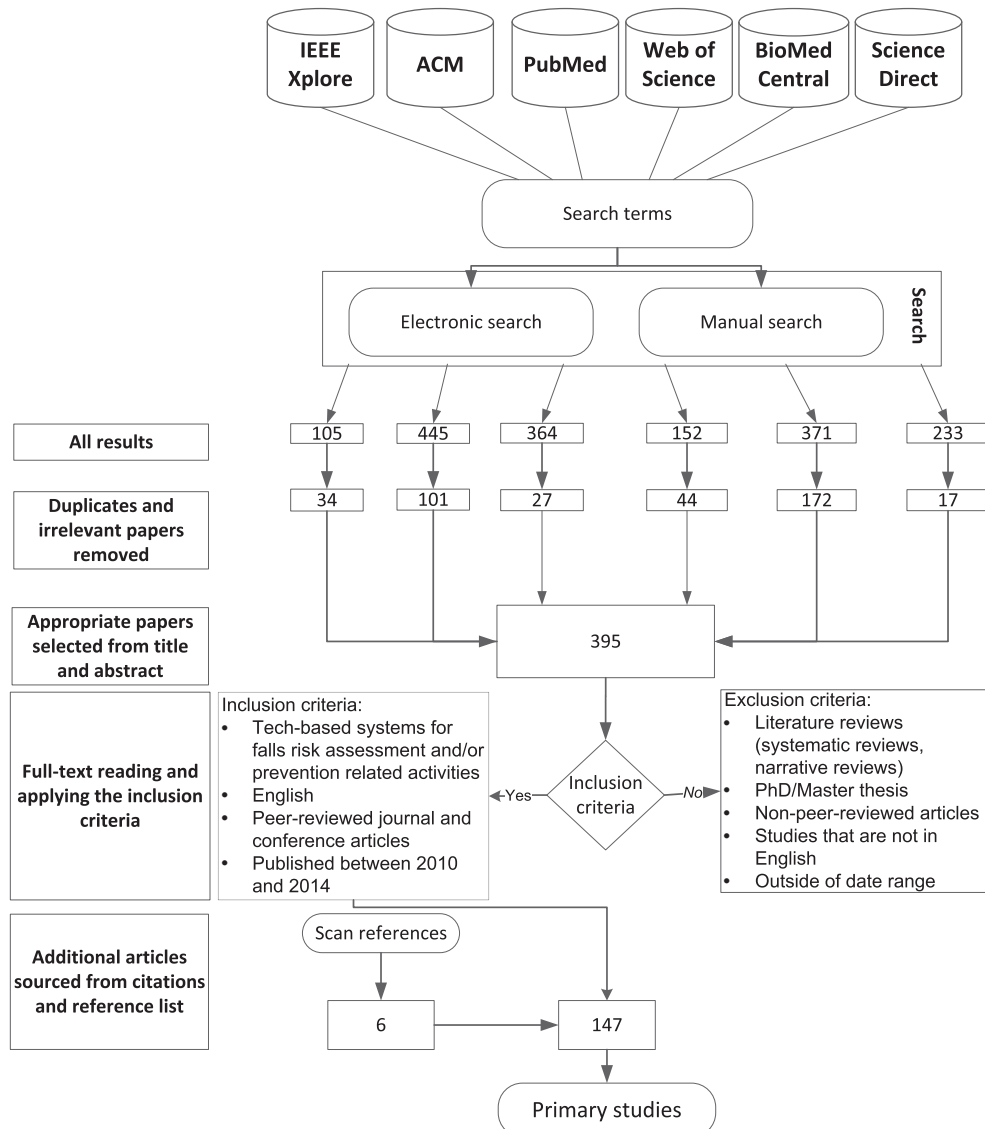 IEEE
Xplore
ACM
PubMed
Web of
Science
BioMed
Central
Science
Direct
Search terms
Electronic search
Manual search
Search
All results
105
445
364
152
371
233
Duplicates and
irrelevant papers
removed
34
101
27
44
172
17
Appropriate papers
selected from title
and abstract
395
Full-text reading and
applying the inclusion
criteria
Inclusion criteria:
• Tech-based systems for
falls risk assessment and/or
prevention related activities
• English
• Peer-reviewed journal and
conference articles
• Published between 2010
and 2014
Yes
Inclusion
criteria
No
Exclusion criteria:
• Literature reviews
(systematic reviews,
narrative reviews)
• PhD/Master thesis
• Non-peer-reviewed articles
• Studies that are not in
English
• Outside of date range
Additional articles
sourced from citations
and reference list
Scan references
6
147
Primary studies